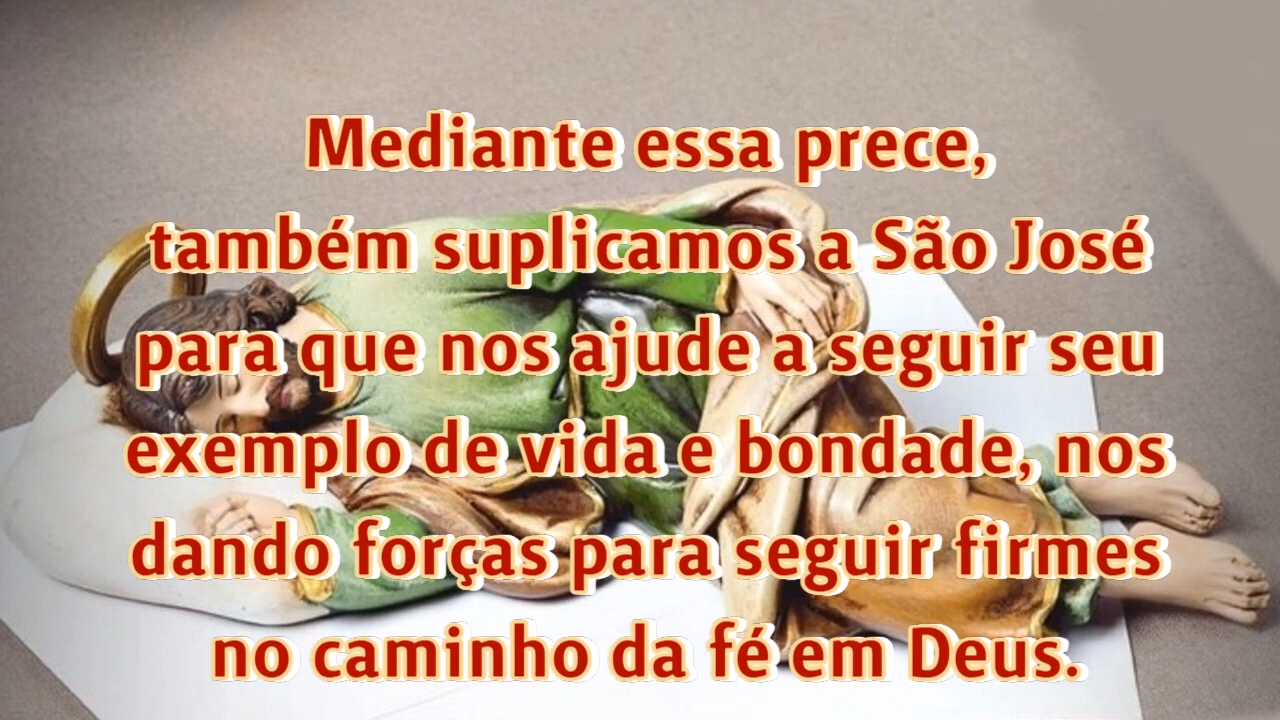 Mediante essa prece,
também suplicamos a São José
para que nos ajude a seguir seu
exemplo de vida e bondade, nos
dando forças para seguir firmes
no caminho da fé em Deus.